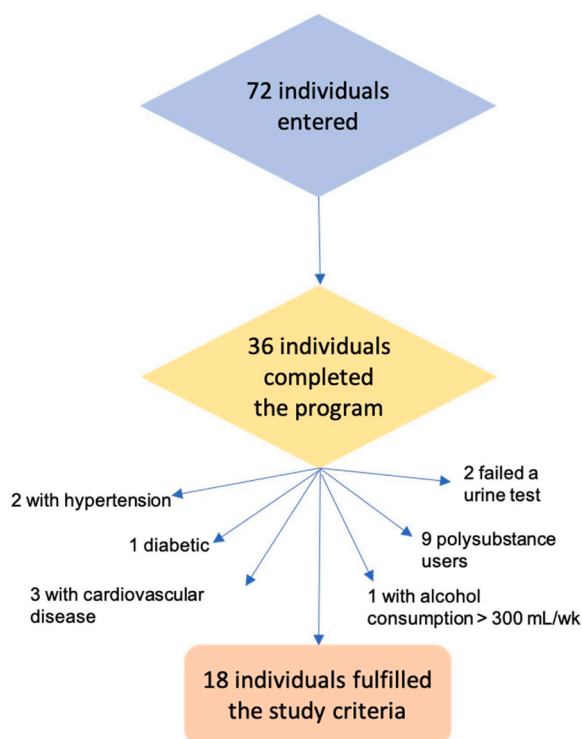 72 individuals
entered
36 individuals
completed
the program
2 failed a
urine test
2 with hypertension
9 polysubstance
users
1 diabetic
3 with cardiovascular
disease
1 with alcohol
consumption > 300 mL/wk
18 individuals fulfilled
the study criteria